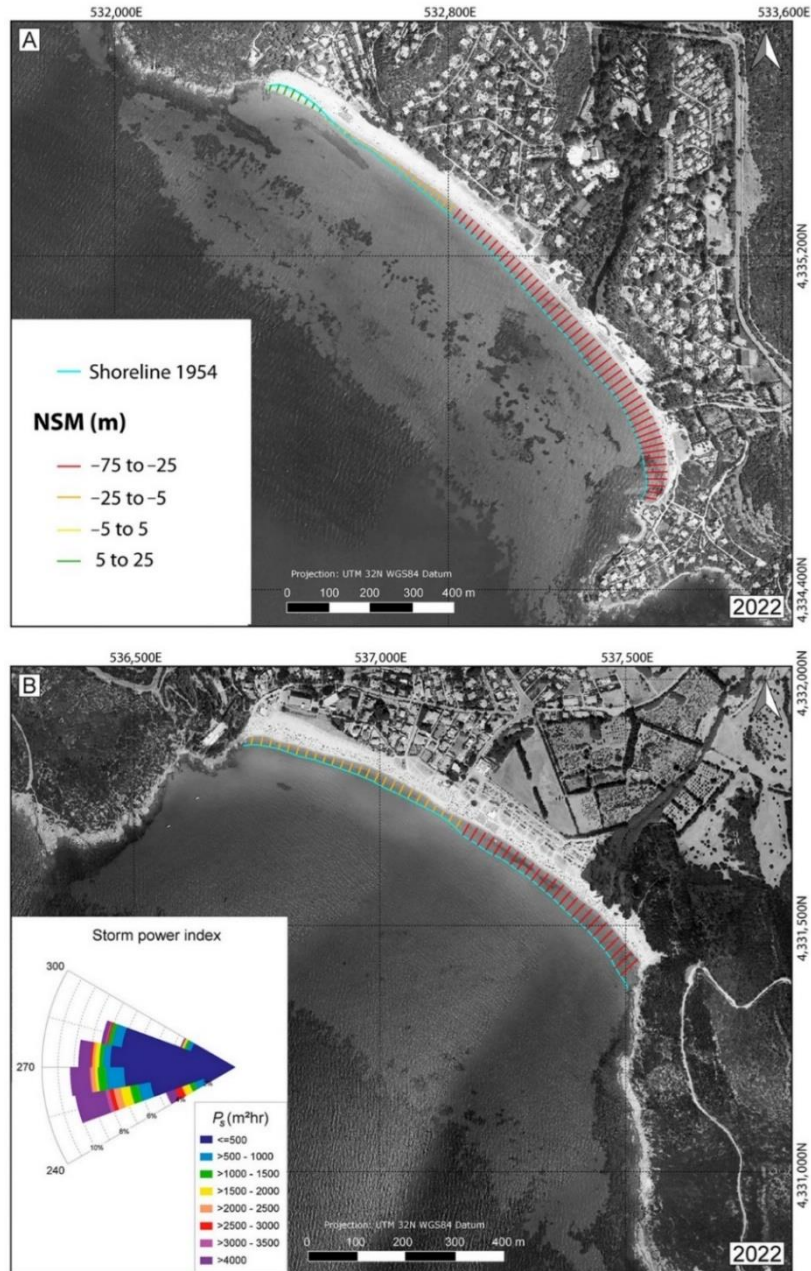 532,000E 532,800E 533,600E
A
4,335,200N
Shoreline 1954
NSM (m)
−75 to −25
−25 to −5
−5 to 5
5 to 25
Projection: UTM 32N WGS84 Datum
0 100 200 300 400 m
4,334,400N
2022
536,500E 537,000E 537,500E
B
4,332,000N
4,331,500N
Storm power index
300
270
240
6%
8%
10%
Ps (m²hr)
<=500
>500 - 1000
>1000 - 1500
>1500 - 2000
>2000 - 2500
>2500 - 3000
>3000 - 3500
>4000
4,331,000N
Projection: UTM 32N WGS84 Datum
0 100 200 300 400 m
2022